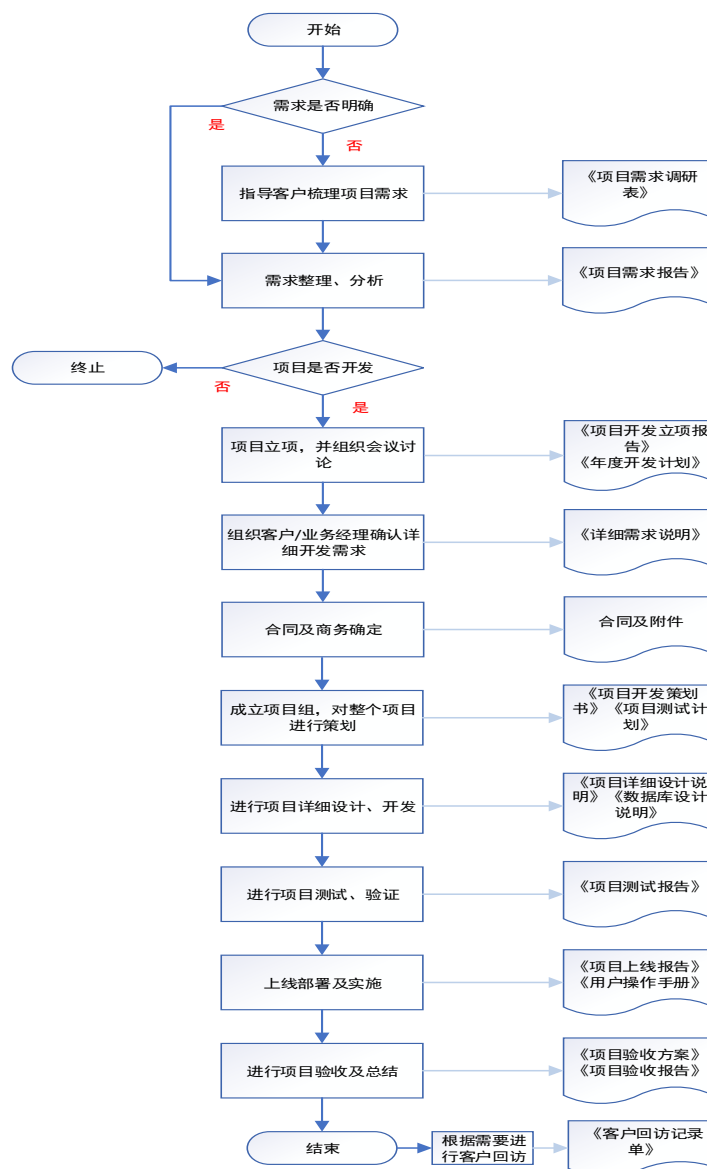 开始
需求是否明确
是
否
指导客户梳理项目需求
《项目需求调研
表》
需求整理、分析
《项目需求报告》
终止
项目是否开发
否
是
项目立项，并组织会议讨
论
《项目开发立项报
告》
《年度开发计划》
组织客户/业务经理确认详
细开发需求
《详细需求说明》
合同及商务确定
合同及附件
成立项目组，对整个项目
进行策划
《项目开发策划
书》《项目测试计
划》
进行项目详细设计、开发
《项目详细设计说
明》《数据库设计
说明》
进行项目测试、验证
《项目测试报告》
上线部署及实施
《项目上线报告》
《用户操作手册》
进行项目验收及总结
《项目验收方案》
《项目验收报告》
结束
根据需要进
行客户回访
《客户回访记录
单》